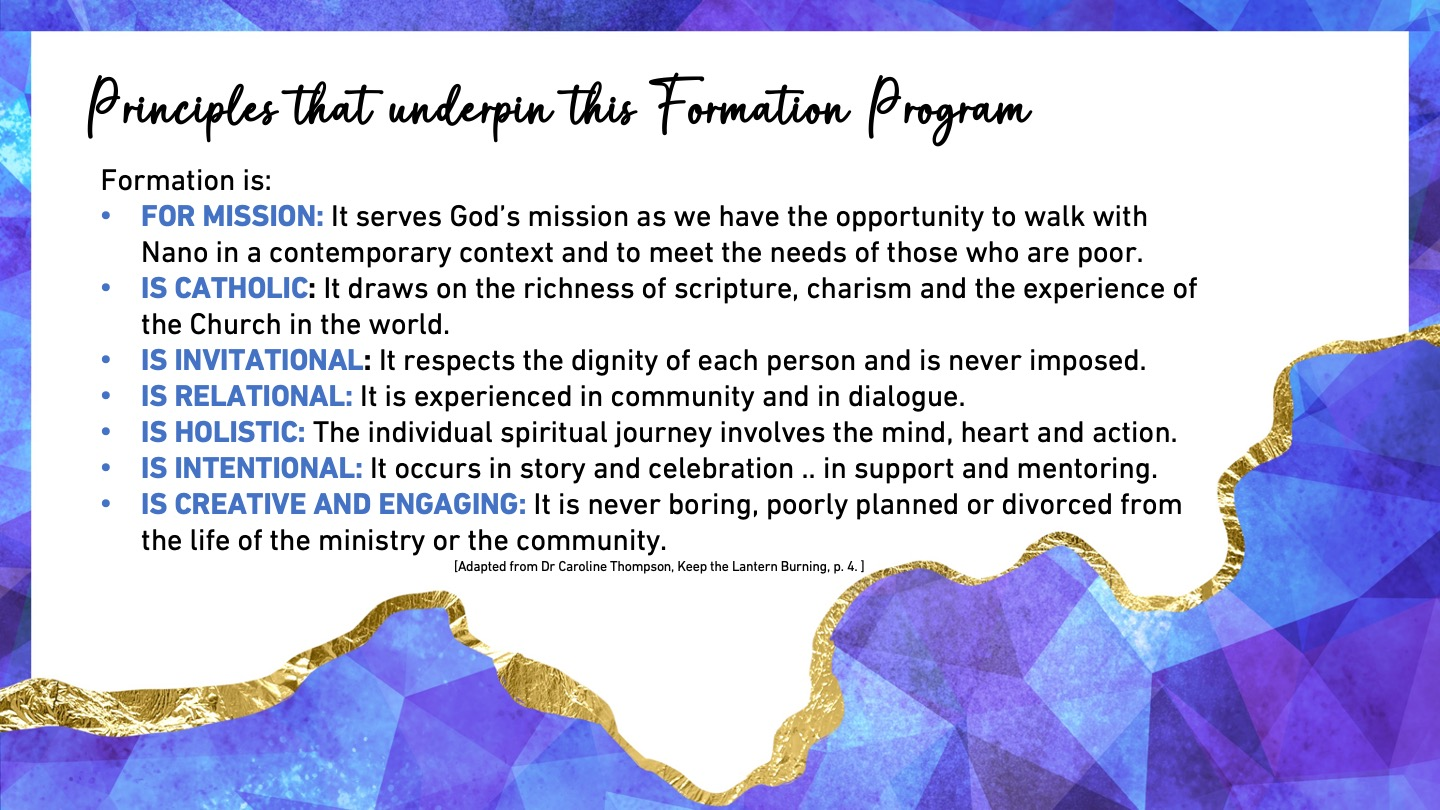 Principles that underpin this Formation Program
Formation is:
• FOR MISSION: It serves God's mission as we have the opportunity to walk with
Nano in a contemporary context and to meet the needs of those who are poor.
• IS CATHOLIC: It draws on the richness of scripture, charism and the experience of
the Church in the world.
• IS INVITATIONAL: It respects the dignity of each person and is never imposed.
• IS RELATIONAL: It is experienced in community and in dialogue.
• IS HOLISTIC: The individual spiritual journey involves the mind, heart and action.
• IS INTENTIONAL: It occurs in story and celebration .. in support and mentoring.
• IS CREATIVE AND ENGAGING: It is never boring, poorly planned or divorced from
the life of the ministry or the community.
[Adapted from Dr Caroline Thompson, Keep the Lantern Burning, p. 4. ]